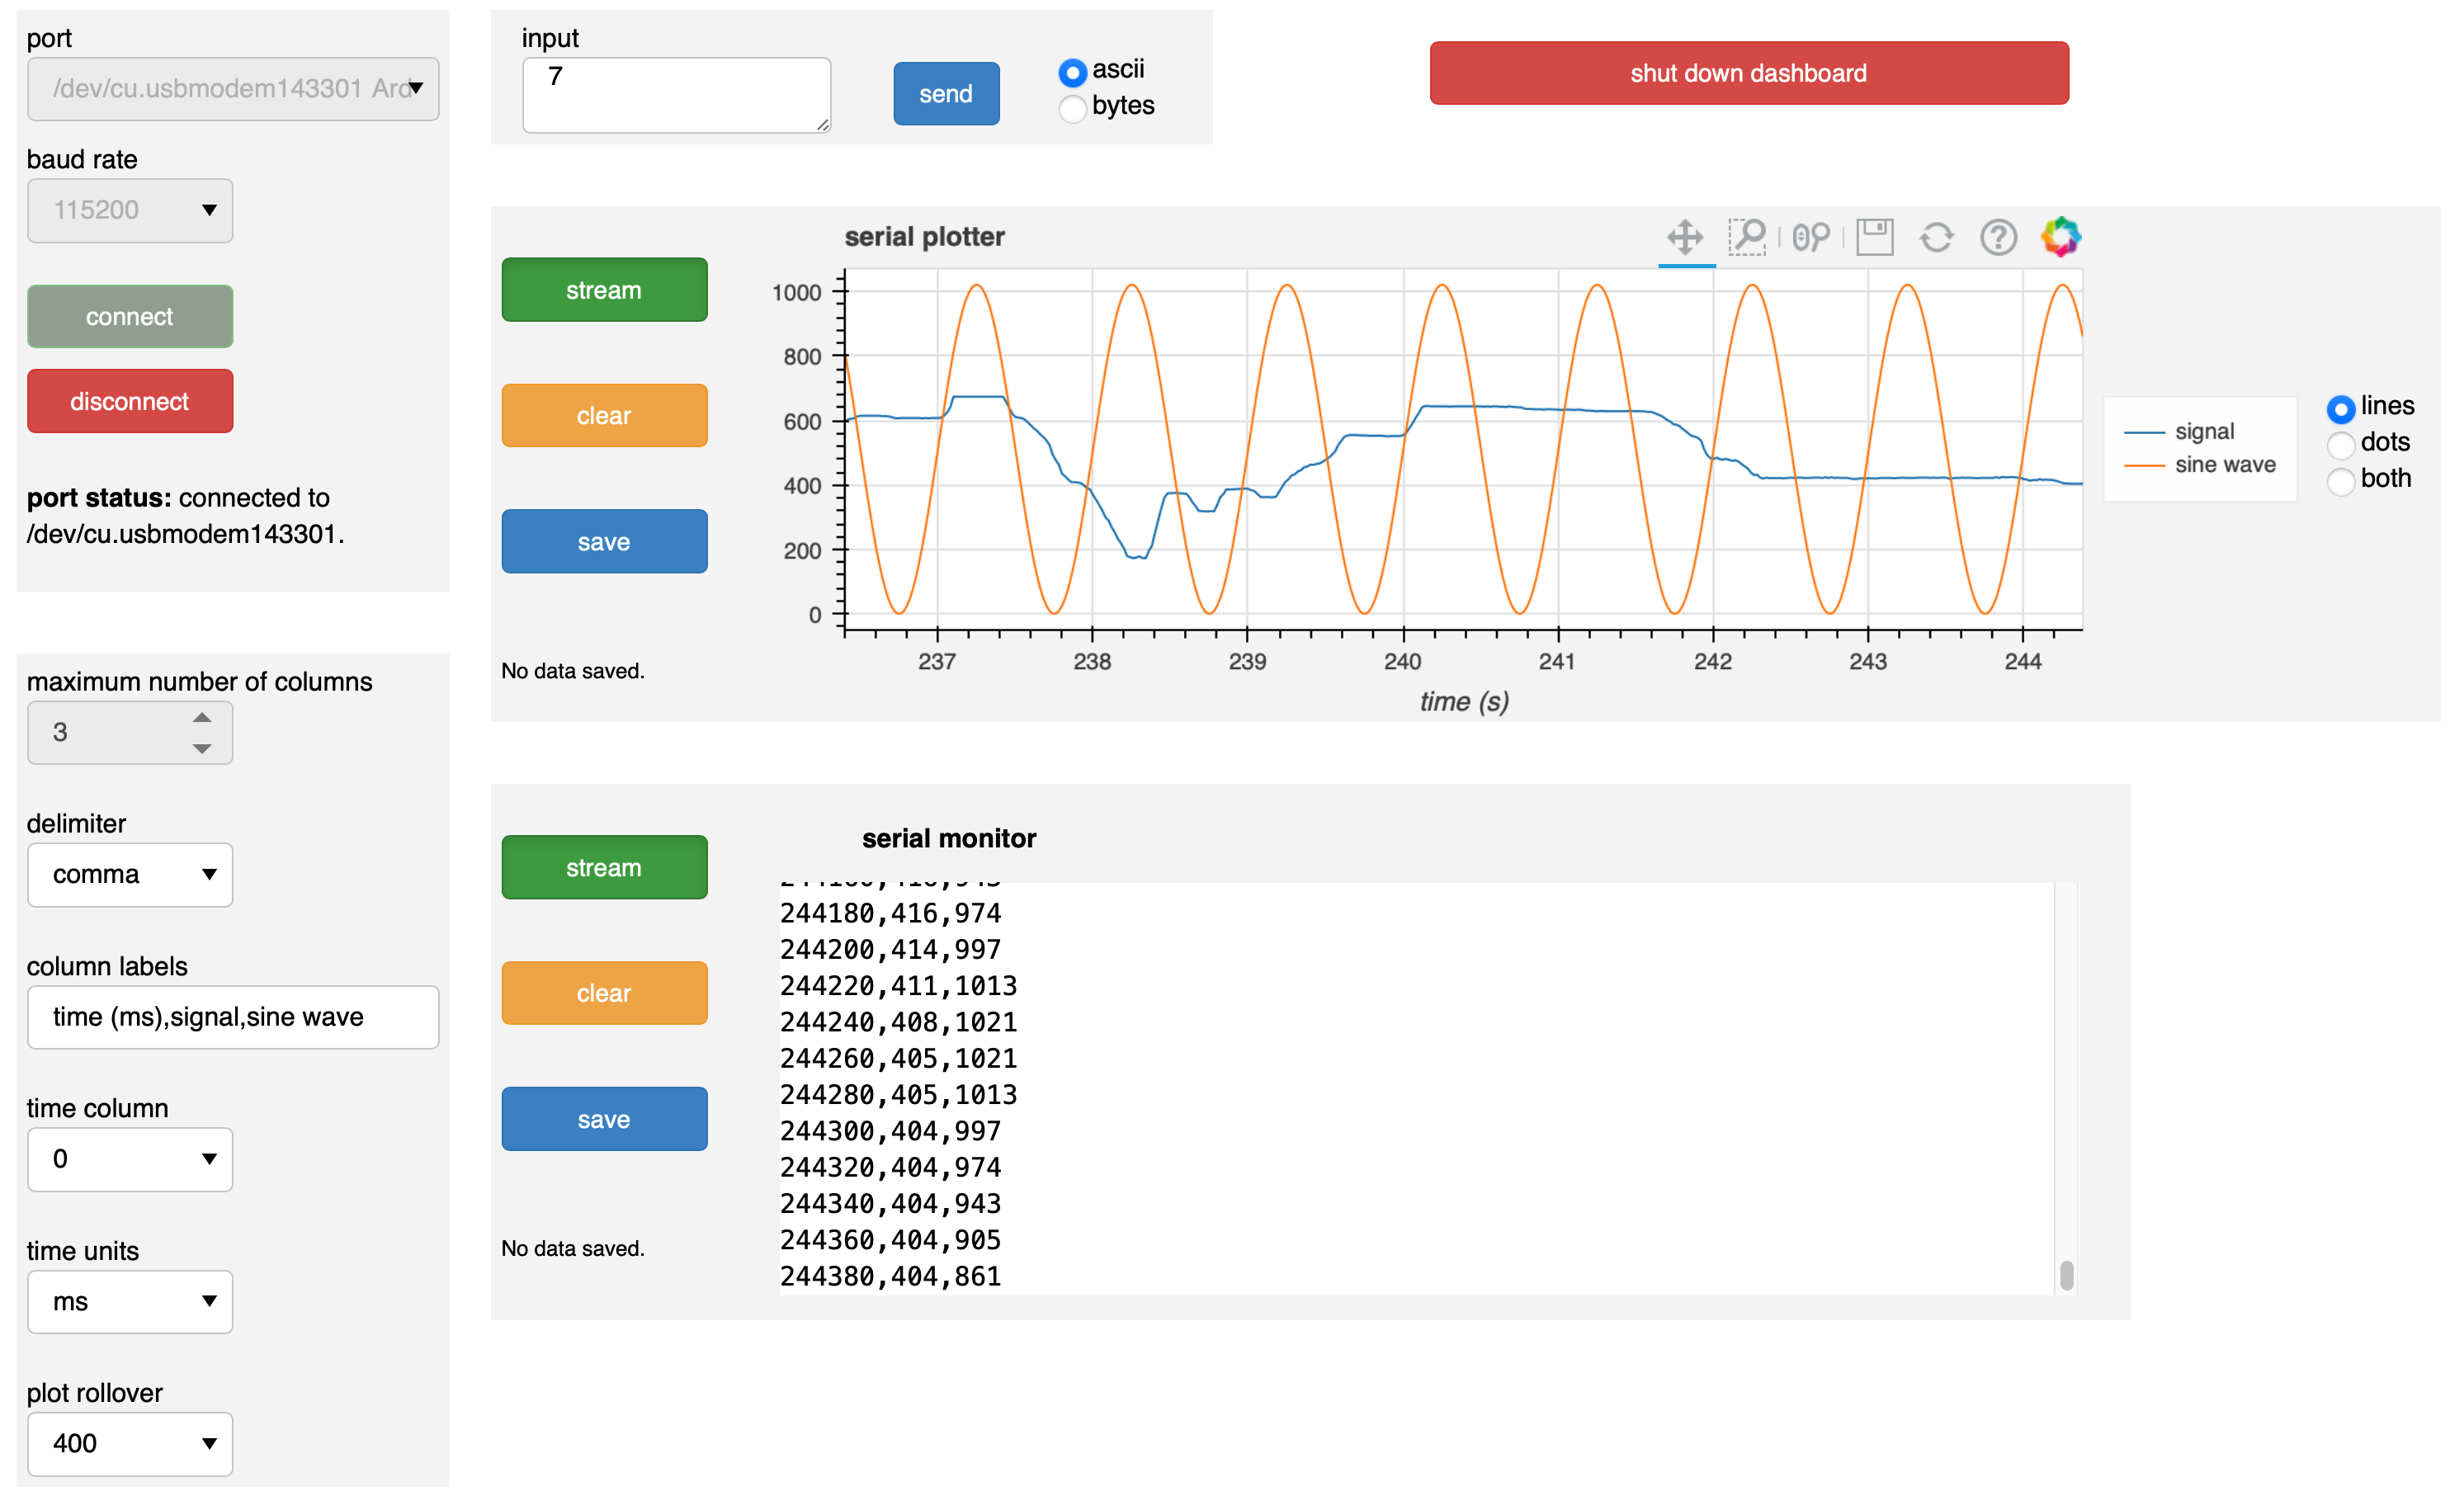 port
/dev/cu.usbmodem143301 Ard
baud rate
115200
connect
disconnect
port status: connected to
/dev/cu.usbmodem143301.
maximum number of columns
3
delimiter
comma
column labels
time (ms),signal,sine wave
time column
0
time units
ms
plot rollover
400
input
7
send
ascii
bytes
shut down dashboard
stream
clear
save
No data saved.
serial plotter
1000
800
600
400
200
0
237 238 239 240 241 242 243 244
time (s)
signal
sine wave
lines
dots
both
stream
clear
save
No data saved.
serial monitor
244180,416,974
244200,414,997
244220,411,1013
244240,408,1021
244260,405,1021
244280,405,1013
244300,404,997
244320,404,974
244340,404,943
244360,404,905
244380,404,861